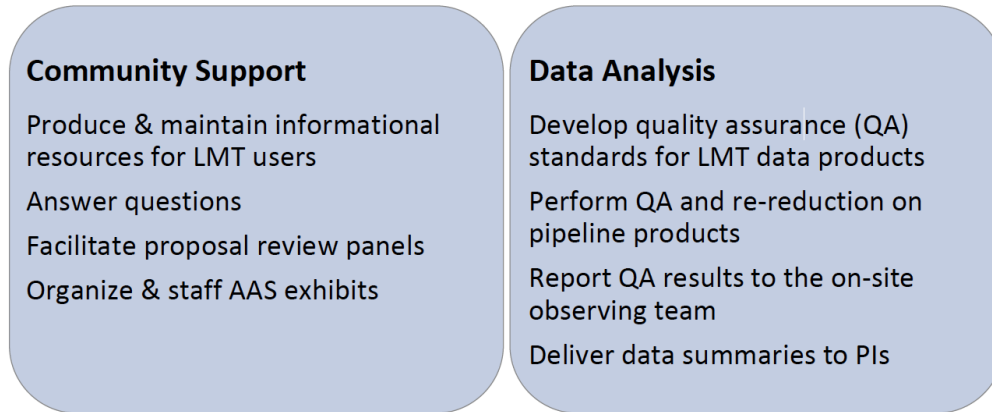 Community Support
Produce & maintain informational
resources for LMT users
Answer questions
Facilitate proposal review panels
Organize & staff AAS exhibits
Data Analysis
Develop quality assurance (QA)
standards for LMT data products
Perform QA and re-reduction on
pipeline products
Report QA results to the on-site
observing team
Deliver data summaries to PIs